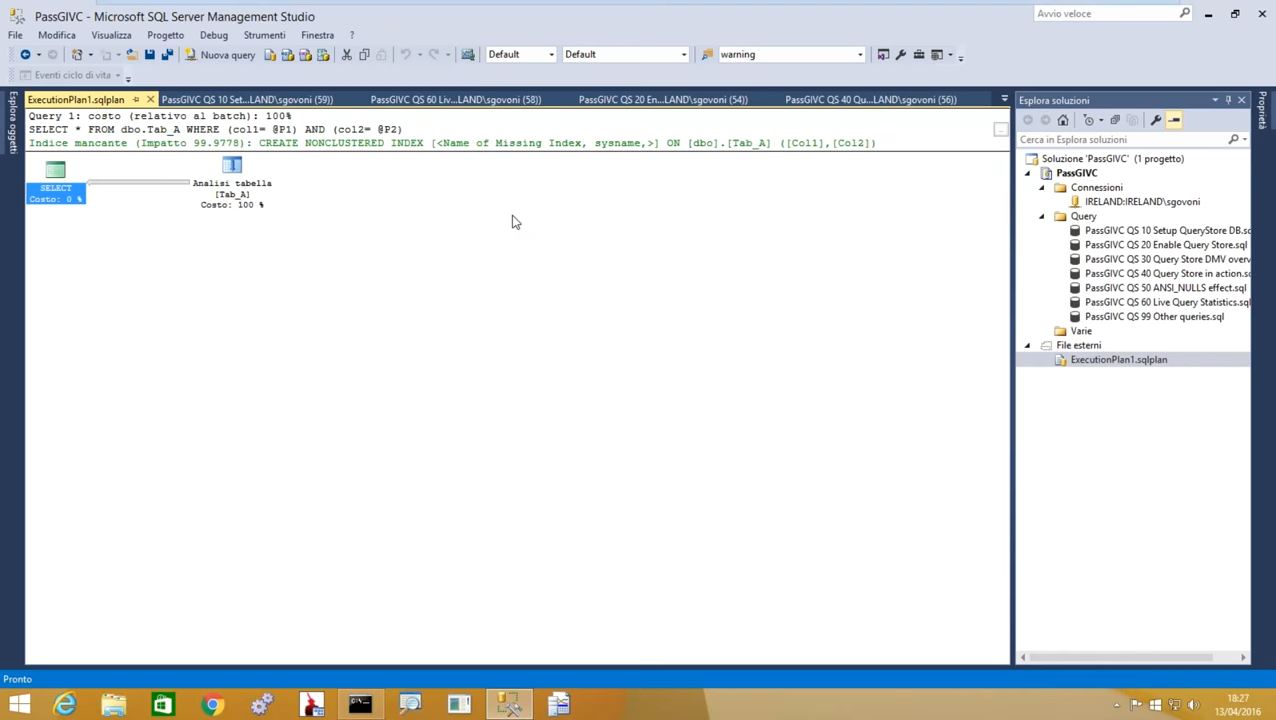 PassGIVC - Microsoft SQL Server Management Studio
Avvio veloce
File Modifica Visualizza Progetto Debug Strumenti Finestra ?
Nuova query Default Default warning
Eventi ciclo di vita
Esplora oggetti
ExecutionPlan1.sqlplan PassGIVC QS 10 Set...LAND\sgovoni (59)) PassGIVC QS 60 Liv...LAND\sgovoni (58)) PassGIVC QS 20 En...LAND\sgovoni (54)) PassGIVC QS 40 Qu...LAND\sgovoni (56))
Query 1: costo (relativo al batch): 100%
SELECT * FROM dbo.Tab_A WHERE (col1= @P1) AND (col2= @P2)
Indice mancante (Impatto 99.9778): CREATE NONCLUSTERED INDEX [<Name of Missing Index, sysname,>] ON [dbo].[Tab_A] ([Col1],[Col2])
SELECT
Costo: 0 %
Analisi tabella
[Tab_A]
Costo: 100 %
Esplora soluzioni
Cerca in Esplora soluzioni
Soluzione 'PassGIVC' (1 progetto)
PassGIVC
Connessioni
IRELAND:IRELAND\sgovoni
Query
PassGIVC QS 10 Setup QueryStore DB.sq
PassGIVC QS 20 Enable Query Store.sql
PassGIVC QS 30 Query Store DMV overv
PassGIVC QS 40 Query Store in action.sq
PassGIVC QS 50 ANSI_NULLS effect.sql
PassGIVC QS 60 Live Query Statistics.sql
PassGIVC QS 99 Other queries.sql
Varie
File esterni
ExecutionPlan1.sqlplan
Proprietà
Pronto
18:27
13/04/2016